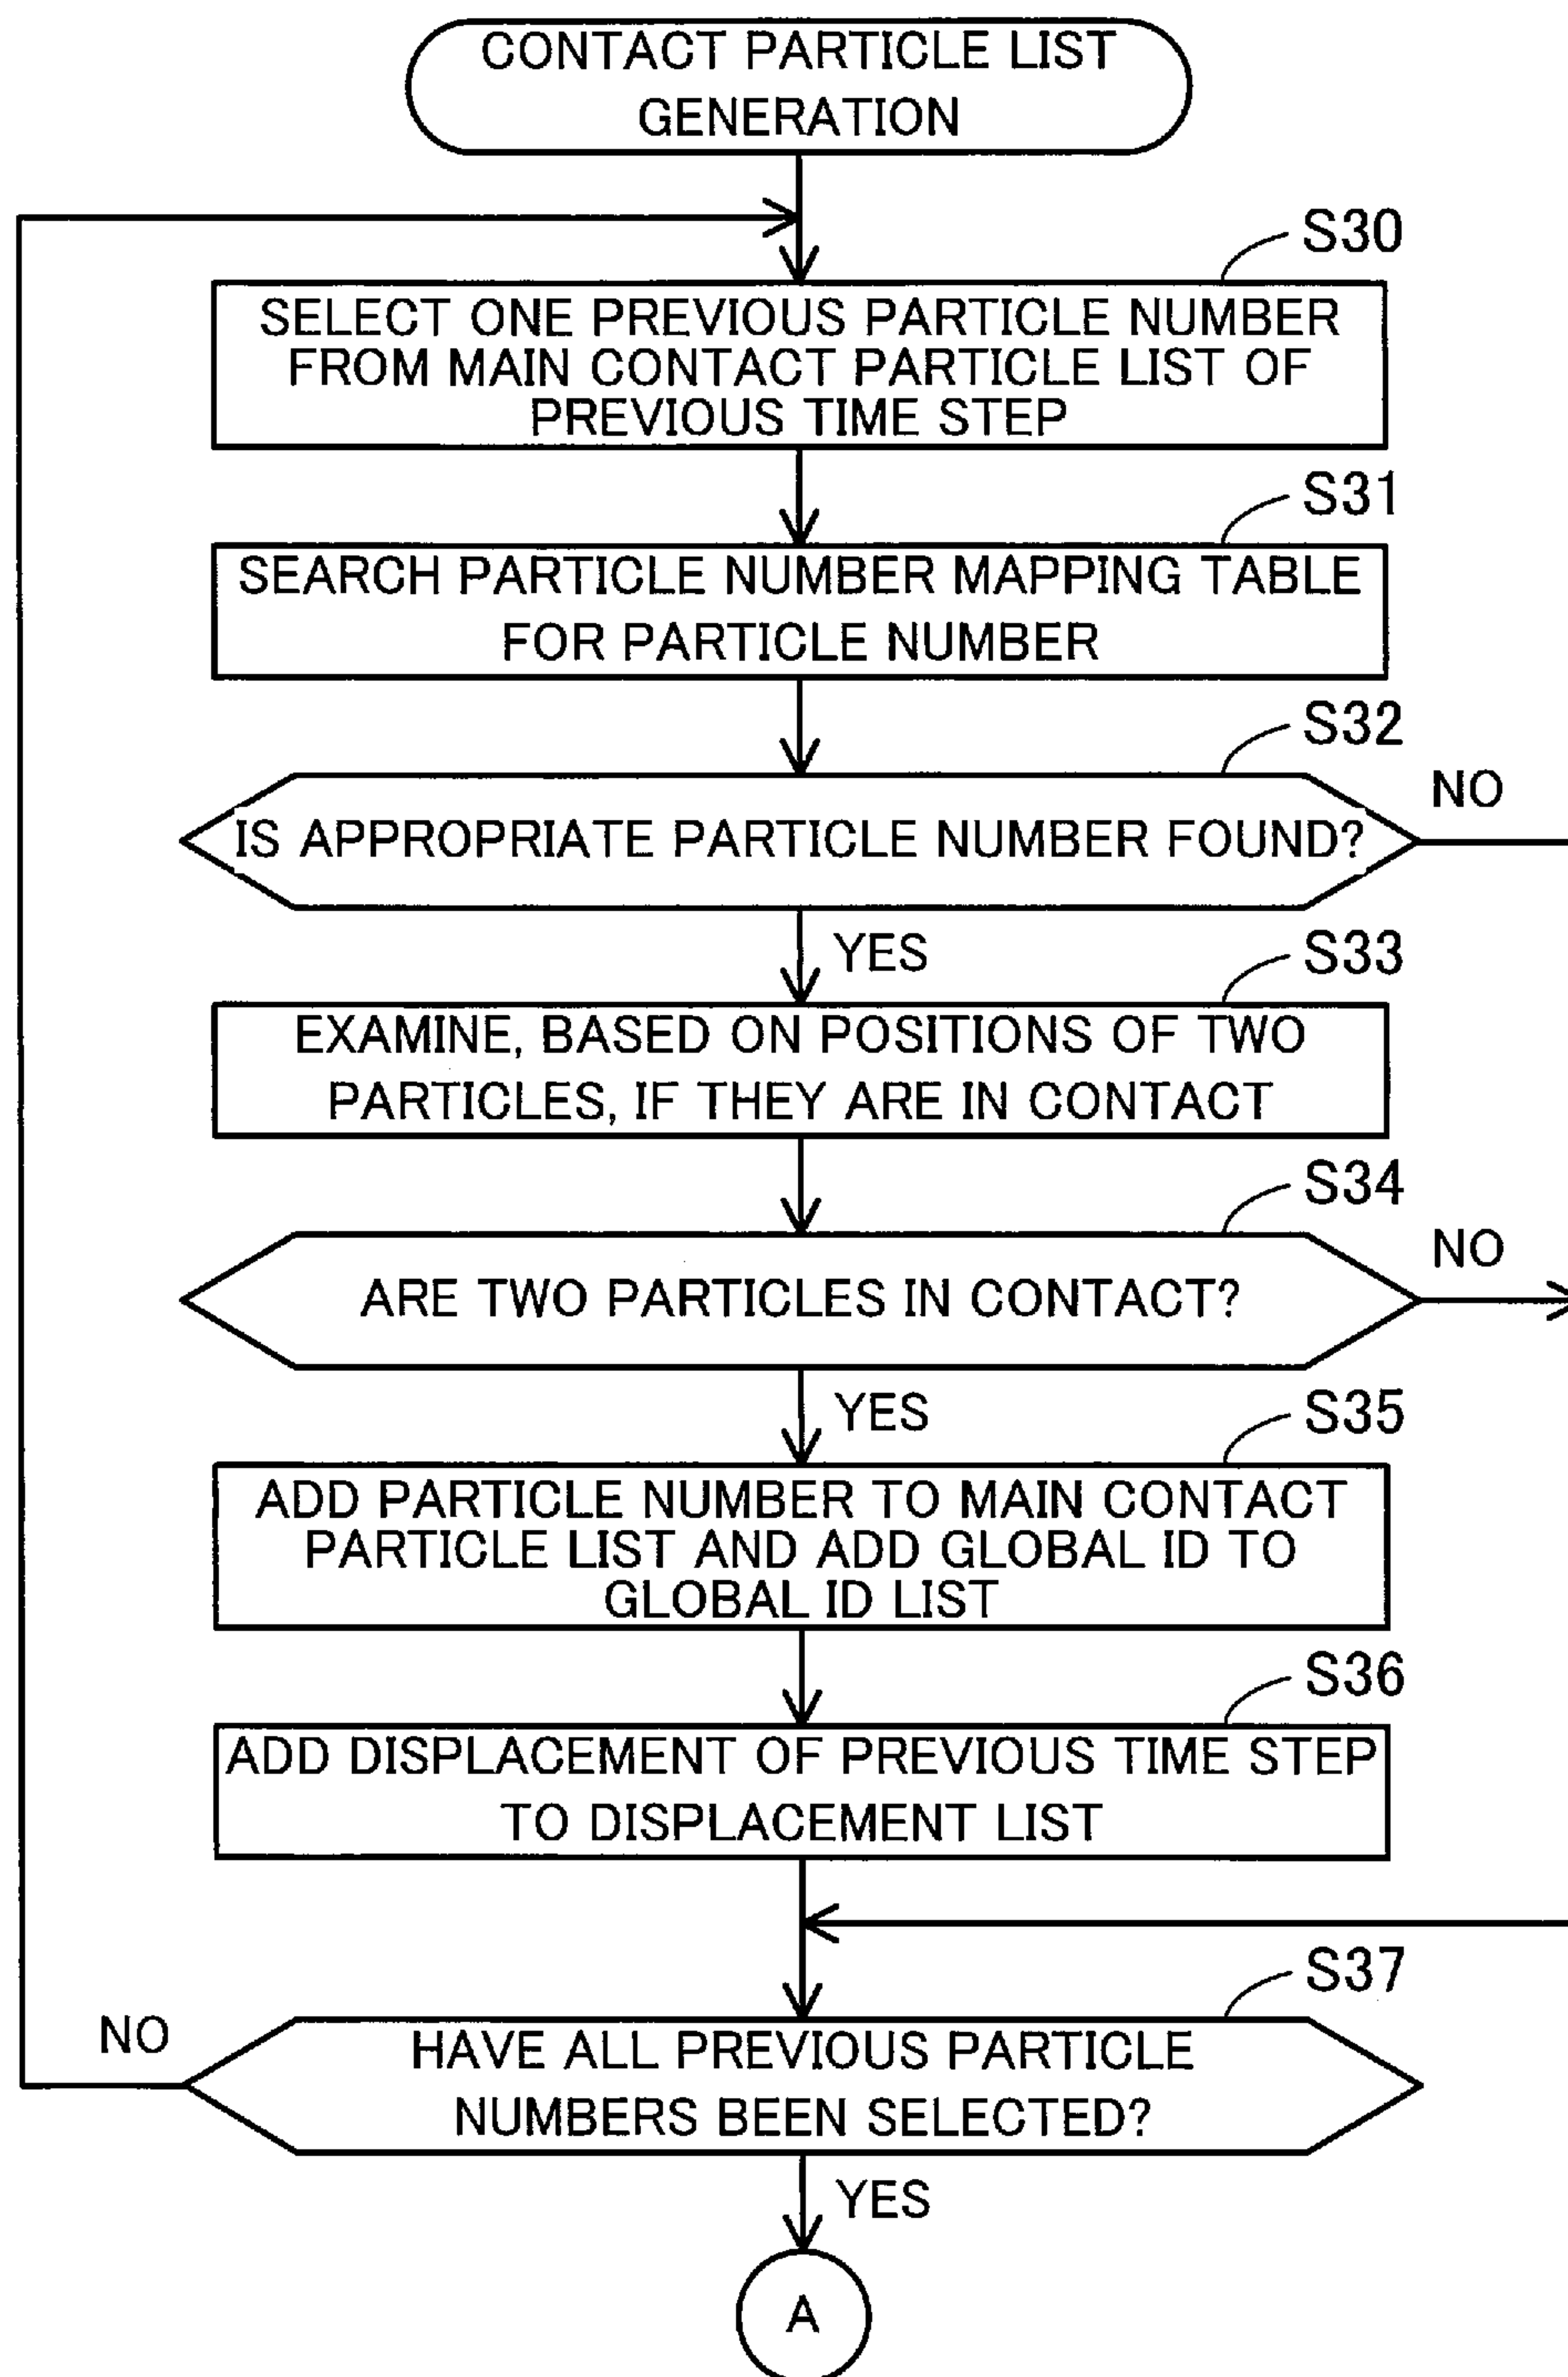 CONTACT PARTICLE LIST
GENERATION
S30
SELECT ONE PREVIOUS PARTICLE NUMBER
FROM MAIN CONTACT PARTICLE LIST OF
PREVIOUS TIME STEP
S31
SEARCH PARTICLE NUMBER MAPPING TABLE
FOR PARTICLE NUMBER
S32
NO
IS APPROPRIATE PARTICLE NUMBER FOUND?
YES
S33
EXAMINE, BASED ON POSITIONS OF TWO
PARTICLES, IF THEY ARE IN CONTACT
S34
NO
ARE TWO PARTICLES IN CONTACT?
YES
S35
ADD PARTICLE NUMBER TO MAIN CONTACT
PARTICLE LIST AND ADD GLOBAL ID TO
GLOBAL ID LIST
S36
ADD DISPLACEMENT OF PREVIOUS TIME STEP
TO DISPLACEMENT LIST
S37
NO
HAVE ALL PREVIOUS PARTICLE
NUMBERS BEEN SELECTED?
YES
A